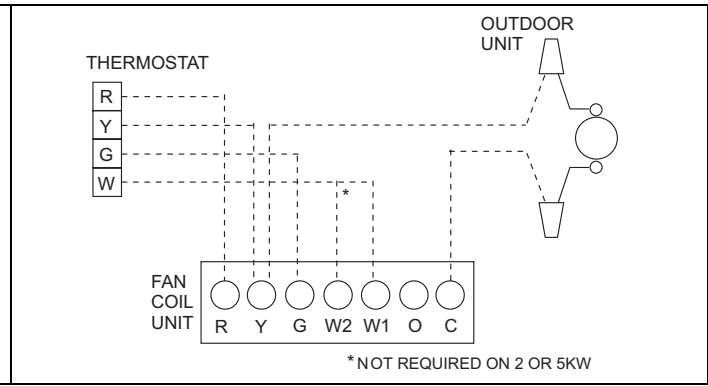 OUTDOOR
UNIT
THERMOSTAT
R
Y
G
W
*
FAN
COIL
UNIT
R Y G W2 W1 O C
*NOT REQUIRED ON 2 OR 5KW